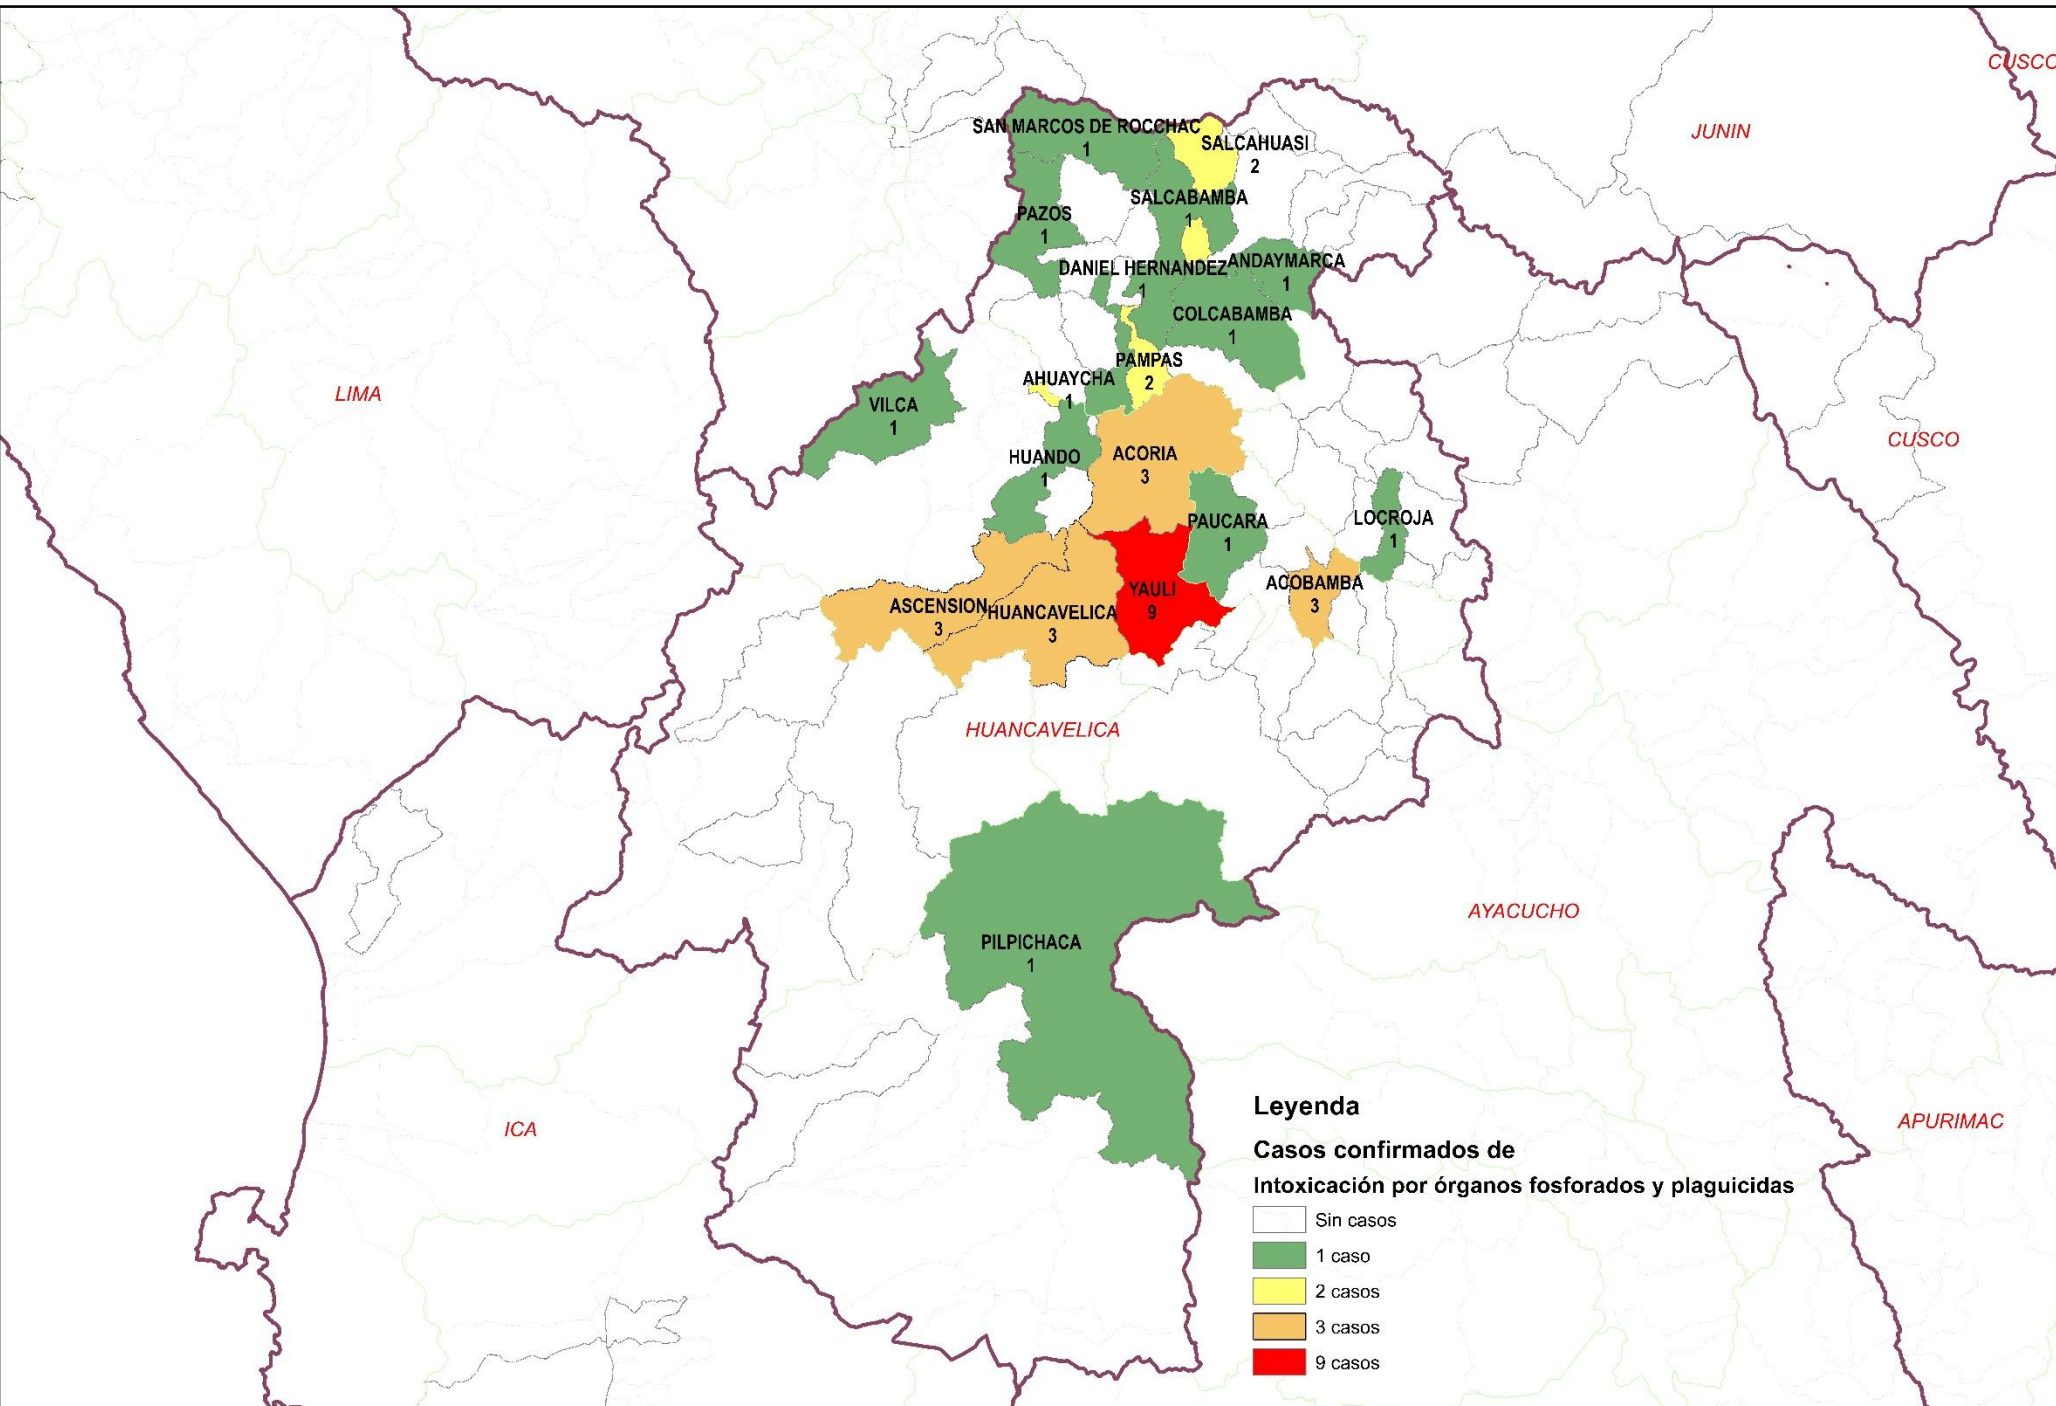 CUSCO
SAN MARCOS DE ROCCHAC
1
JUNIN
SALCAHUASI
2
SALCABAMBA
1
PAZOS
1
DANIEL HERNANDEZ
1
ANDAYMARCA
1
COLCABAMBA
1
PAMPAS
2
AHUAYCHA
1
LIMA
VILCA
1
CUSCO
HUANDO
1
ACORIA
3
PAUCARA
1
LOCROJA
1
ACOBAMBA
3
YAULI
9
ASCENSION
3
HUANCAVELICA
3
HUANCAVELICA
AYACUCHO
PILPICHACA
1
ICA
APURIMAC
Leyenda
Casos confirmados de
Intoxicación por órganos fosforados y plaguicidas
Sin casos
1 caso
2 casos
3 casos
9 casos